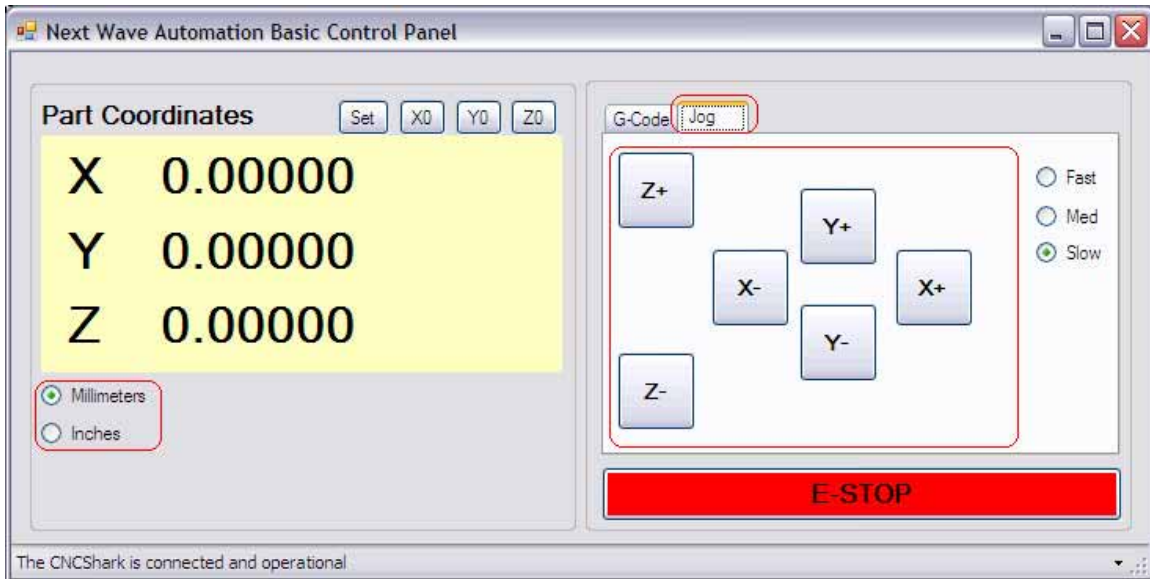 Next Wave Automation Basic Control Panel
Part Coordinates Set X0 Y0 Z0
X 0.00000
Y 0.00000
Z 0.00000
Millimeters
Inches
G-Code Jog
Z+
Y+
X- X+
Y-
Z-
Fast
Med
Slow
E-STOP
The CNCShark is connected and operational